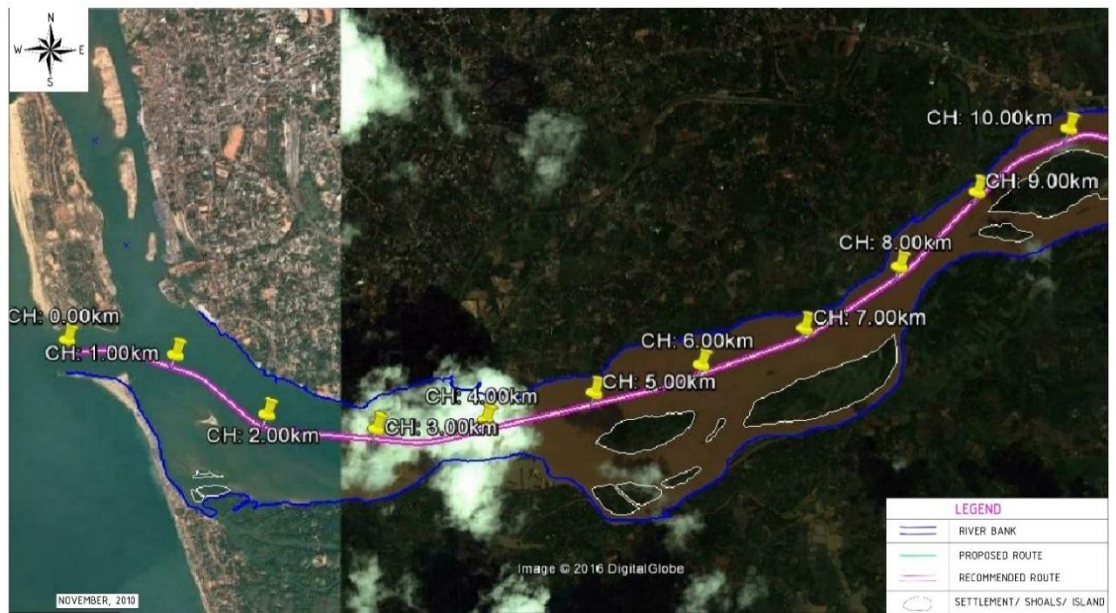 N
W E
S
CH: 10.00km
CH: 9.00km
CH: 8.00km
CH: 7.00km
CH: 6.00km
CH: 5.00km
CH: 4.00km
CH: 3.00km
CH: 2.00km
CH: 1.00km
CH: 0.00km
Image © 2016 DigitalGlobe
NOVEMBER, 2010
LEGEND
RIVER BANK
PROPOSED ROUTE
RECOMMENDED ROUTE
SETTLEMENT/ SHOALS/ ISLAND